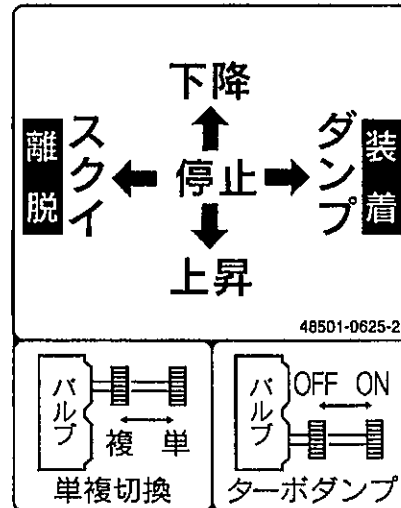 下降
離脱
スクイ
停止
ダンプ
装着
上昇
48501-0625-2
バルブ
複 単
単複切換
バルブ
OFF ON
ターボダンプ